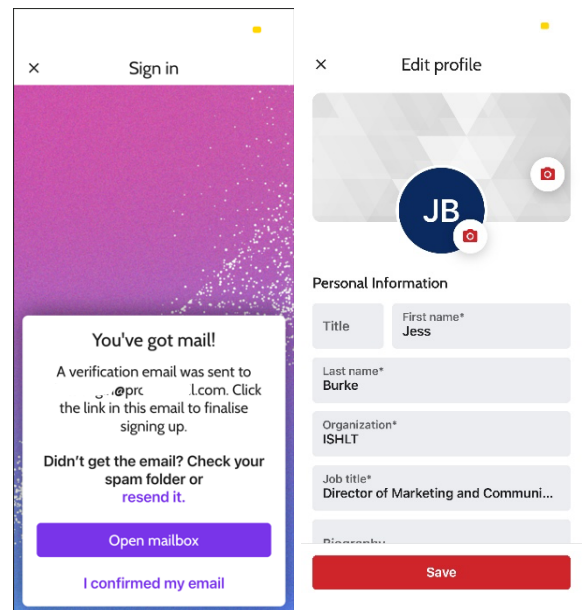 Sign in
You've got mail!
A verification email was sent to
Click
the link in this email to finalise
signing up.
Didn't get the email? Check your
spam folder or
resend it.
Open mailbox
I confirmed my email
Edit profile
JB
Personal Information
Title
First name*
Jess
Last name*
Burke
Organization*
ISHLT
Job title*
Director of Marketing and Communi...
Biography
Save